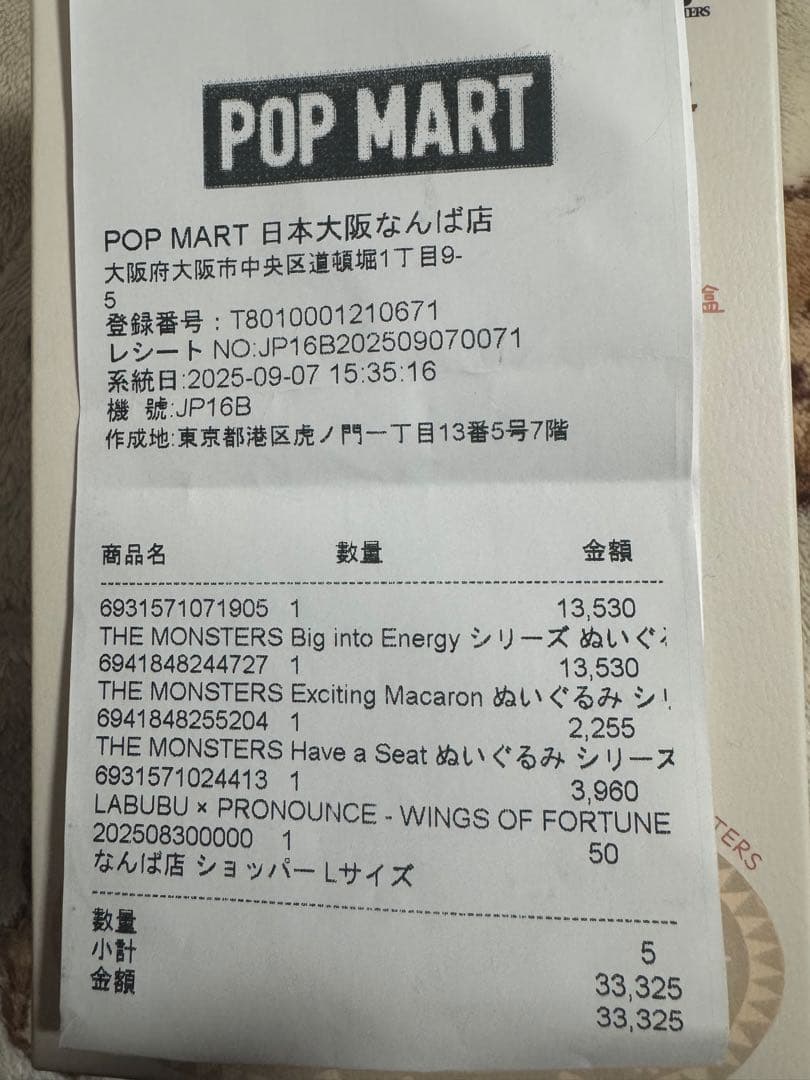 POP MART
POP MART 日本大阪なんば店
大阪府大阪市中央区道頓堀1丁目9-
5
登録番号：T8010001210671
レシート NO:JP16B202509070071
系統日:2025-09-07 15:35:16
機 號:JP16B
作成地:東京都港区虎ノ門一丁目13番5号7階
商品名 數量 金額
6931571071905 1 13,530
THE MONSTERS Big into Energy シリーズ ぬいぐ
6941848244727 1 13,530
THE MONSTERS Exciting Macaron ぬいぐるみ シリ
6941848255204 1 2,255
THE MONSTERS Have a Seat ぬいぐるみ シリーズ
6931571024413 1 3,960
LABUBU × PRONOUNCE - WINGS OF FORTUNE
202508300000 1 50
なんば店 ショッパー Lサイズ
數量 5
小計 33,325
金額 33,325
盒
TERS